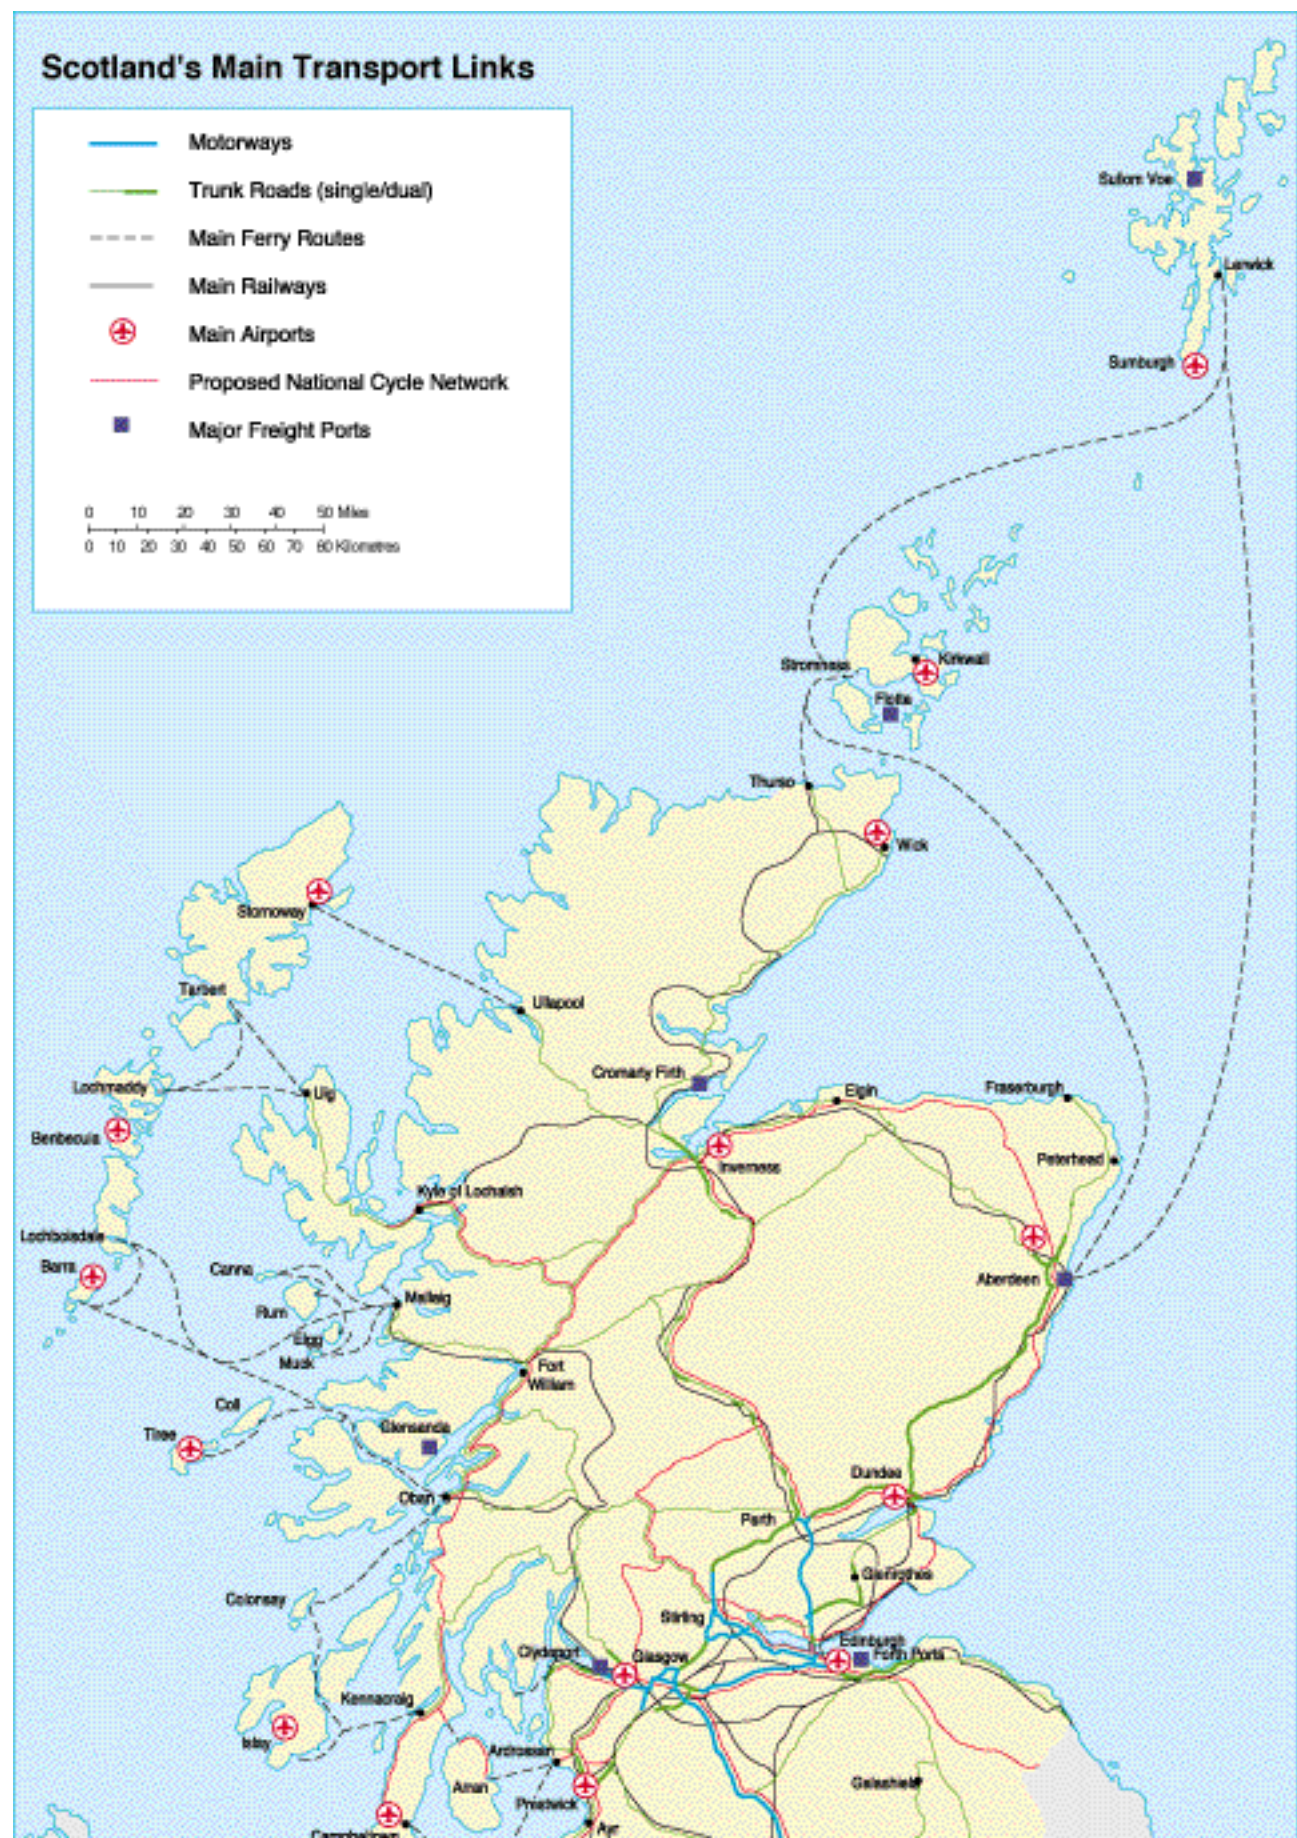 Scotland's Main Transport Links
Motorways
Trunk Roads (single/dual)
Main Ferry Routes
Main Railways
Main Airports
Proposed National Cycle Network
Major Freight Ports
0 10 20 30 40 50 Miles
0 10 20 30 40 50 60 70 80 Kilometres
Sullom Voe
Lerwick
Sumburgh
Stromness
Kirkwall
Flotta
Thurso
Wick
Stornoway
Tarbert
Ullapool
Cromarty Firth
Lochmaddy
Uig
Elgin
Fraserburgh
Benbecula
Inverness
Peterhead
Kyle of Lochalsh
Lochboisdale
Barra
Canna
Mallaig
Aberdeen
Rum
Eigg
Muck
Fort
William
Coll
Tiree
Glensanda
Dundee
Oban
Perth
Glenrothes
Colonsay
Stirling
Edinburgh
Clydeport
Glasgow
Forth Ports
Kennacraig
Islay
Ardrossan
Arran
Galashiels
Prestwick
Ayr
Campbeltown